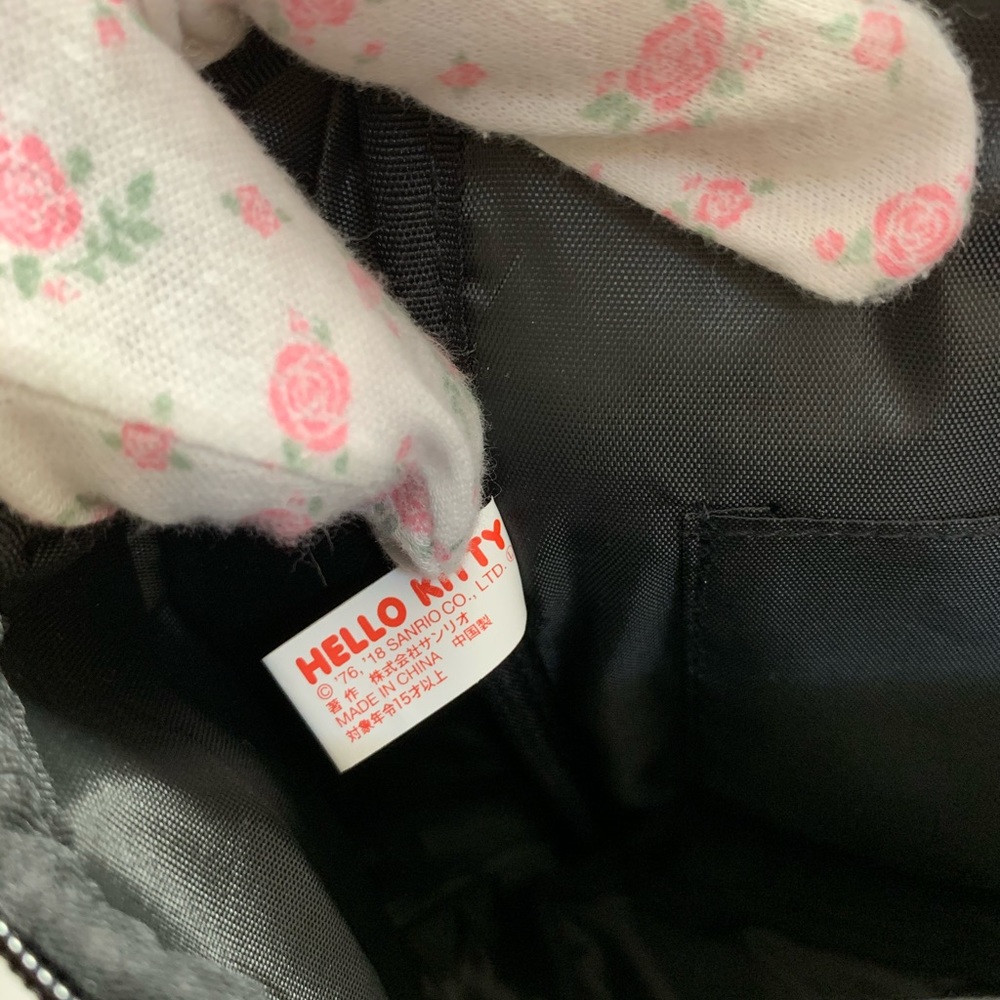 HELLO KITTY ®
© '76, '18 SANRIO CO., LTD.
著作 株式会社サンリオ
MADE IN CHINA 中国製
対象年令15才以上